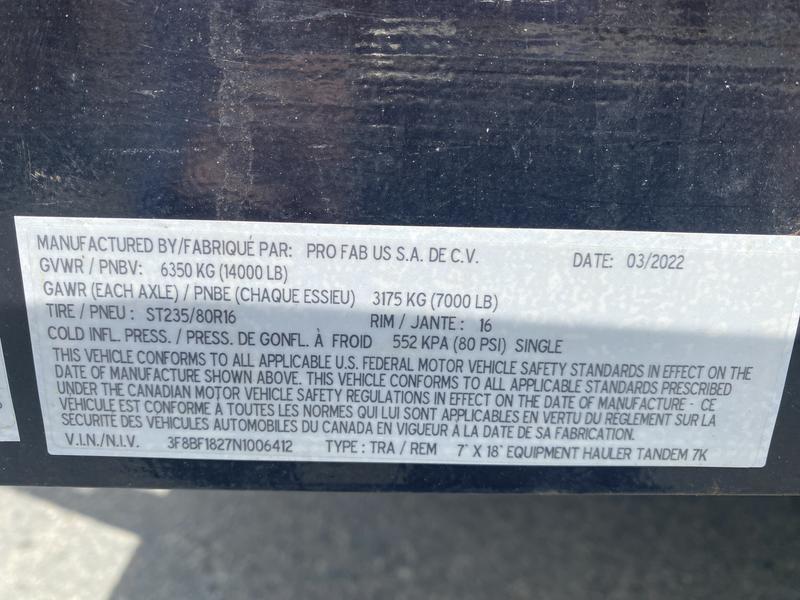 MANUFACTURED BY/FABRIQUÉ PAR: PRO FAB US S.A. DE C.V. DATE: 03/2022
GVWR / PNBV: 6350 KG (14000 LB)
GAWR (EACH AXLE) / PNBE (CHAQUE ESSIEU) 3175 KG (7000 LB)
TIRE / PNEU : ST235/80R16 RIM / JANTE : 16
COLD INFL. PRESS. / PRESS. DE GONFL. À FROID 552 KPA (80 PSI) SINGLE
THIS VEHICLE CONFORMS TO ALL APPLICABLE U.S. FEDERAL MOTOR VEHICLE SAFETY STANDARDS IN EFFECT ON THE
DATE OF MANUFACTURE SHOWN ABOVE. THIS VEHICLE CONFORMS TO ALL APPLICABLE STANDARDS PRESCRIBED
UNDER THE CANADIAN MOTOR VEHICLE SAFETY REGULATIONS IN EFFECT ON THE DATE OF MANUFACTURE - CE
VÉHICULE EST CONFORME À TOUTES LES NORMES QUI LUI SONT APPLICABLES EN VERTU DU RÈGLEMENT SUR LA
SÉCURITÉ DES VÉHICULES AUTOMOBILES DU CANADA EN VIGUEUR À LA DATE DE SA FABRICATION.
V.I.N./N.I.V. 3F8BF1827N1006412 TYPE : TRA / REM 7' X 18' EQUIPMENT HAULER TANDEM 7K